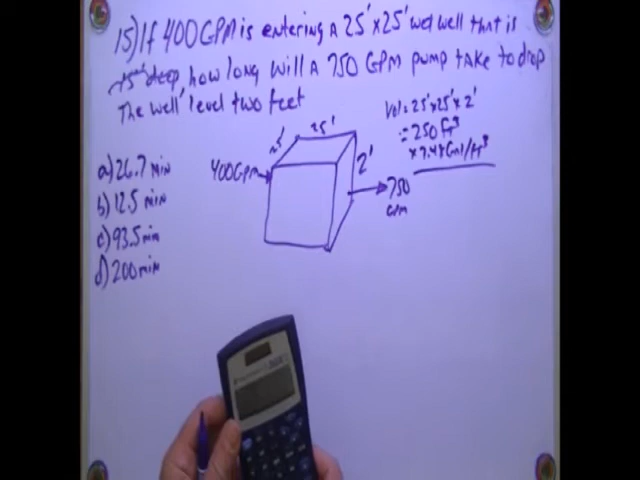 15) If 400 GPM is entering a 25' x 25' wet well that is
15' deep, how long will a 750 GPM pump take to drop
The well level two feet
a) 26.7 min
b) 12.5 min
c) 93.5 min
d) 200 min
25'
25'
400 GPM
2'
750
GPM
Vol = 25' x 25' x 2'
= 250 ft³
x 7.48 Gal/ft³